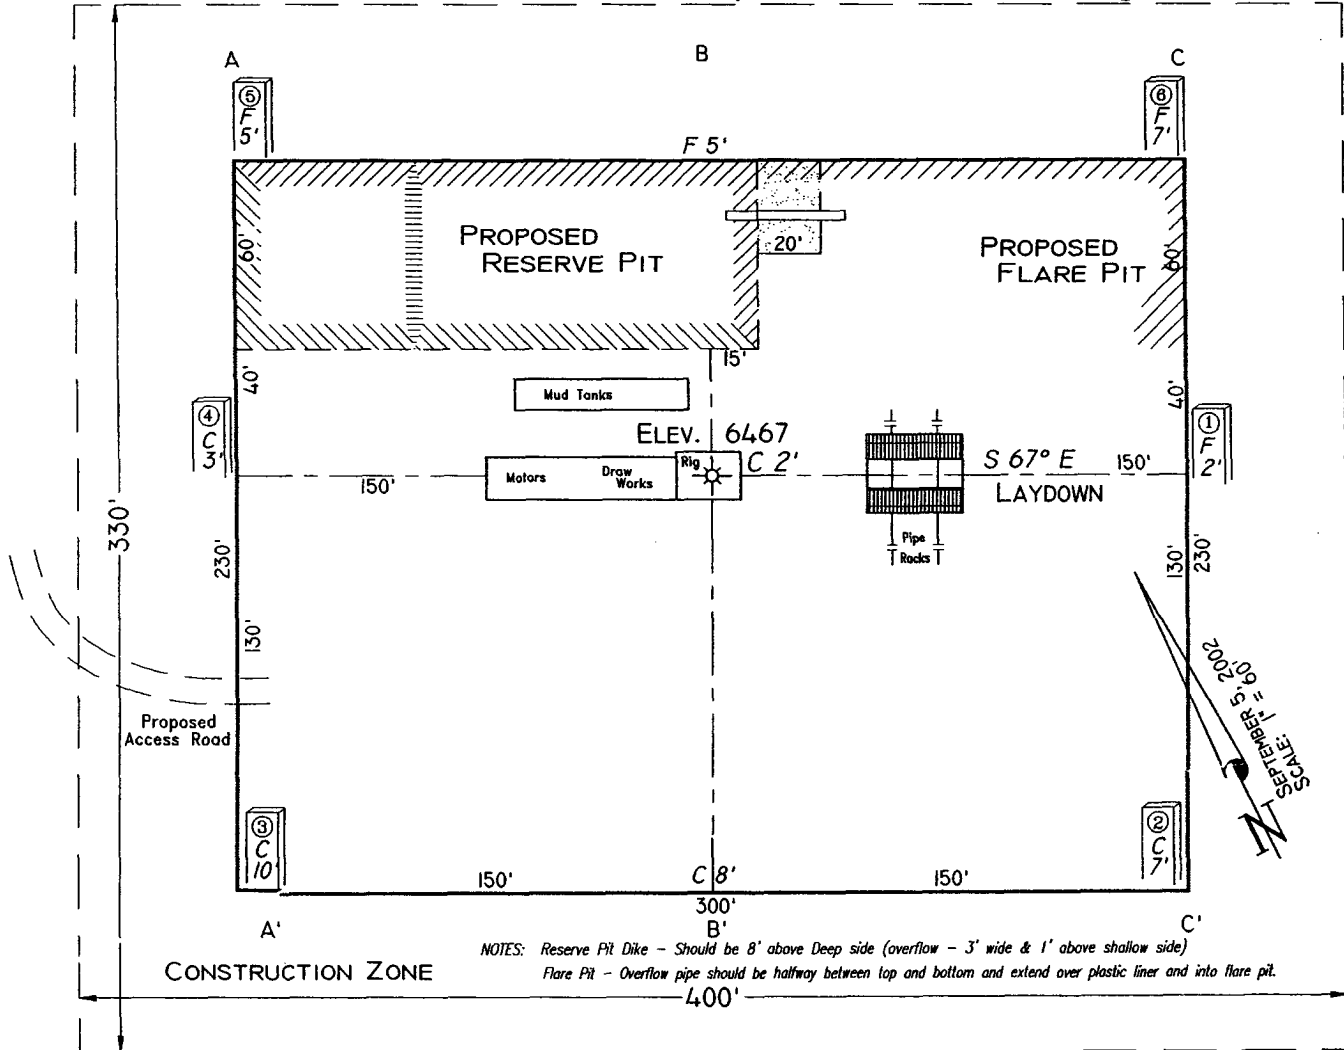 A
B
C
⑤
F
5'
⑥
F
7'
F 5'
60'
PROPOSED
RESERVE PIT
20'
PROPOSED
FLARE PIT
60'
15'
40'
40'
Mud Tanks
④
C
3'
①
F
2'
ELEV. 6467
Rig
C 2'
S 67° E
150'
LAYDOWN
150'
Motors
Draw
Works
Pipe
Racks
330'
230'
130'
130'
230'
Proposed
Access Road
SEPTEMBER 5, 2002
SCALE: 1" = 60'
N
③
C
10'
②
C
7'
150'
C 8'
150'
300'
A'
B'
C'
NOTES: Reserve Pit Dike – Should be 8' above Deep side (overflow – 3' wide & 1' above shallow side)
Flare Pit – Overflow pipe should be halfway between top and bottom and extend over plastic liner and into flare pit.
CONSTRUCTION ZONE
400'